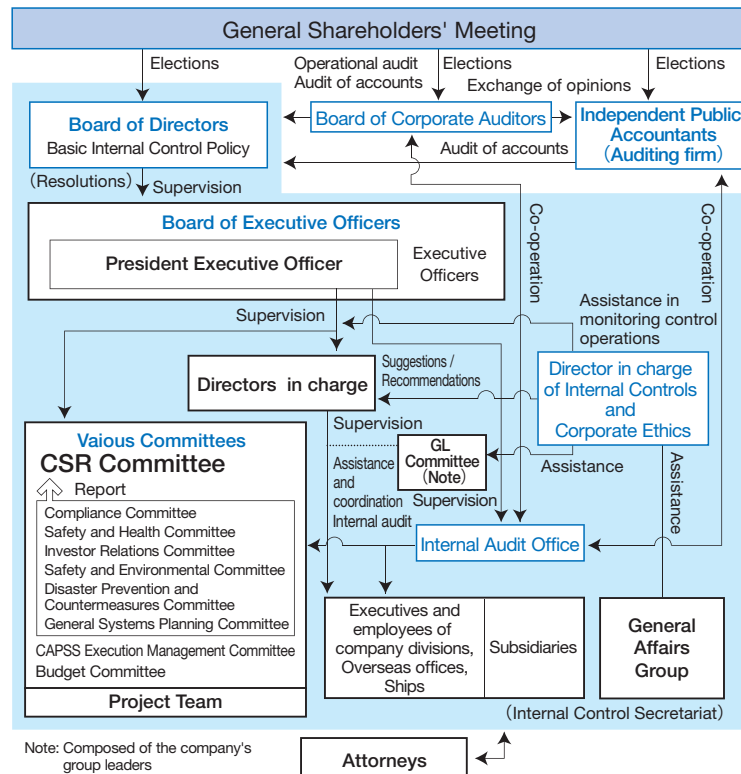 General Shareholders' Meeting
Elections
Operational audit
Audit of accounts
Elections
Exchange of opinions
Elections
Board of Directors
Basic Internal Control Policy
Board of Corporate Auditors
Independent Public
Accountants
(Auditing firm)
Audit of accounts
(Resolutions)
Supervision
Board of Executive Officers
President Executive Officer
Executive
Officers
Co-operation
Co-operation
Supervision
Assistance in
monitoring control
operations
Directors in charge
Suggestions /
Recommendations
Director in charge
of Internal Controls
and
Corporate Ethics
Supervision
Vaious Committees
CSR Committee
Report
Compliance Committee
Safety and Health Committee
Investor Relations Committee
Safety and Environmental Committee
Disaster Prevention and
Countermeasures Committee
General Systems Planning Committee
CAPSS Execution Management Committee
Budget Committee
Project Team
Assistance
and
coordination
Internal audit
GL
Committee
(Note)
Assistance
Supervision
Assistance
Internal Audit Office
Executives and
employees of
company divisions,
Overseas offices,
Ships
Subsidiaries
General
Affairs
Group
(Internal Control Secretariat)
Note: Composed of the company's
group leaders
Attorneys